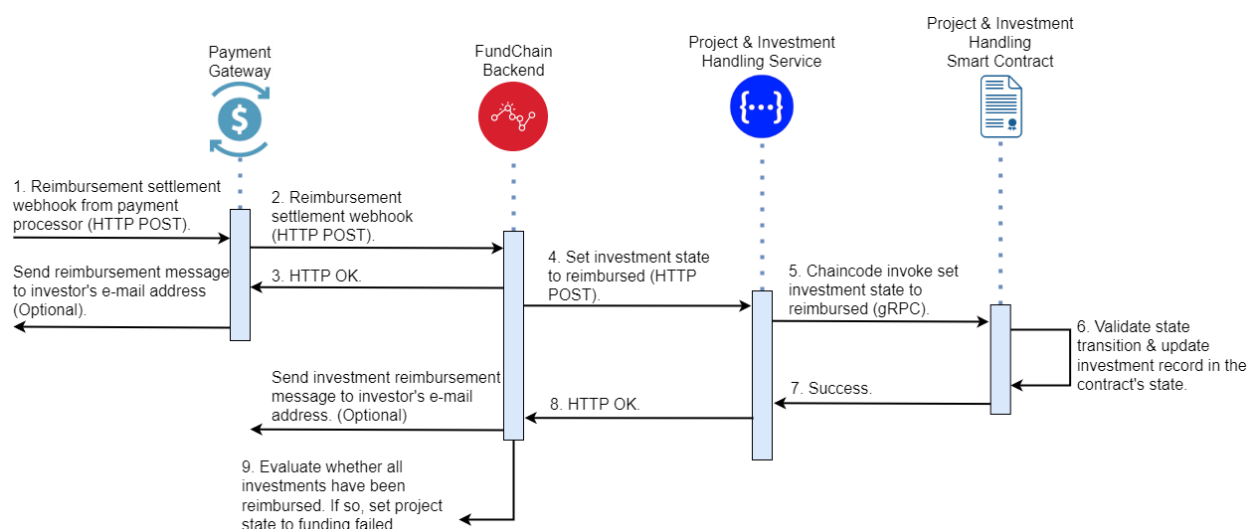 Payment
Gateway
FundChain
Backend
Project & Investment
Handling Service
Project & Investment
Handling
Smart Contract
$
{...}
1. Reimbursement settlement
webhook from payment
processor (HTTP POST).
2. Reimbursement
settlement webhook
(HTTP POST).
3. HTTP OK.
Send reimbursement message
to investor's e-mail address
(Optional).
4. Set investment state
to reimbursed (HTTP
POST).
5. Chaincode invoke set
investment state to
reimbursed (gRPC).
6. Validate state
transition & update
investment record in the
contract's state.
7. Success.
8. HTTP OK.
Send investment reimbursement
message to investor's e-mail
address. (Optional)
9. Evaluate whether all
investments have been
reimbursed. If so, set project
state to funding failed